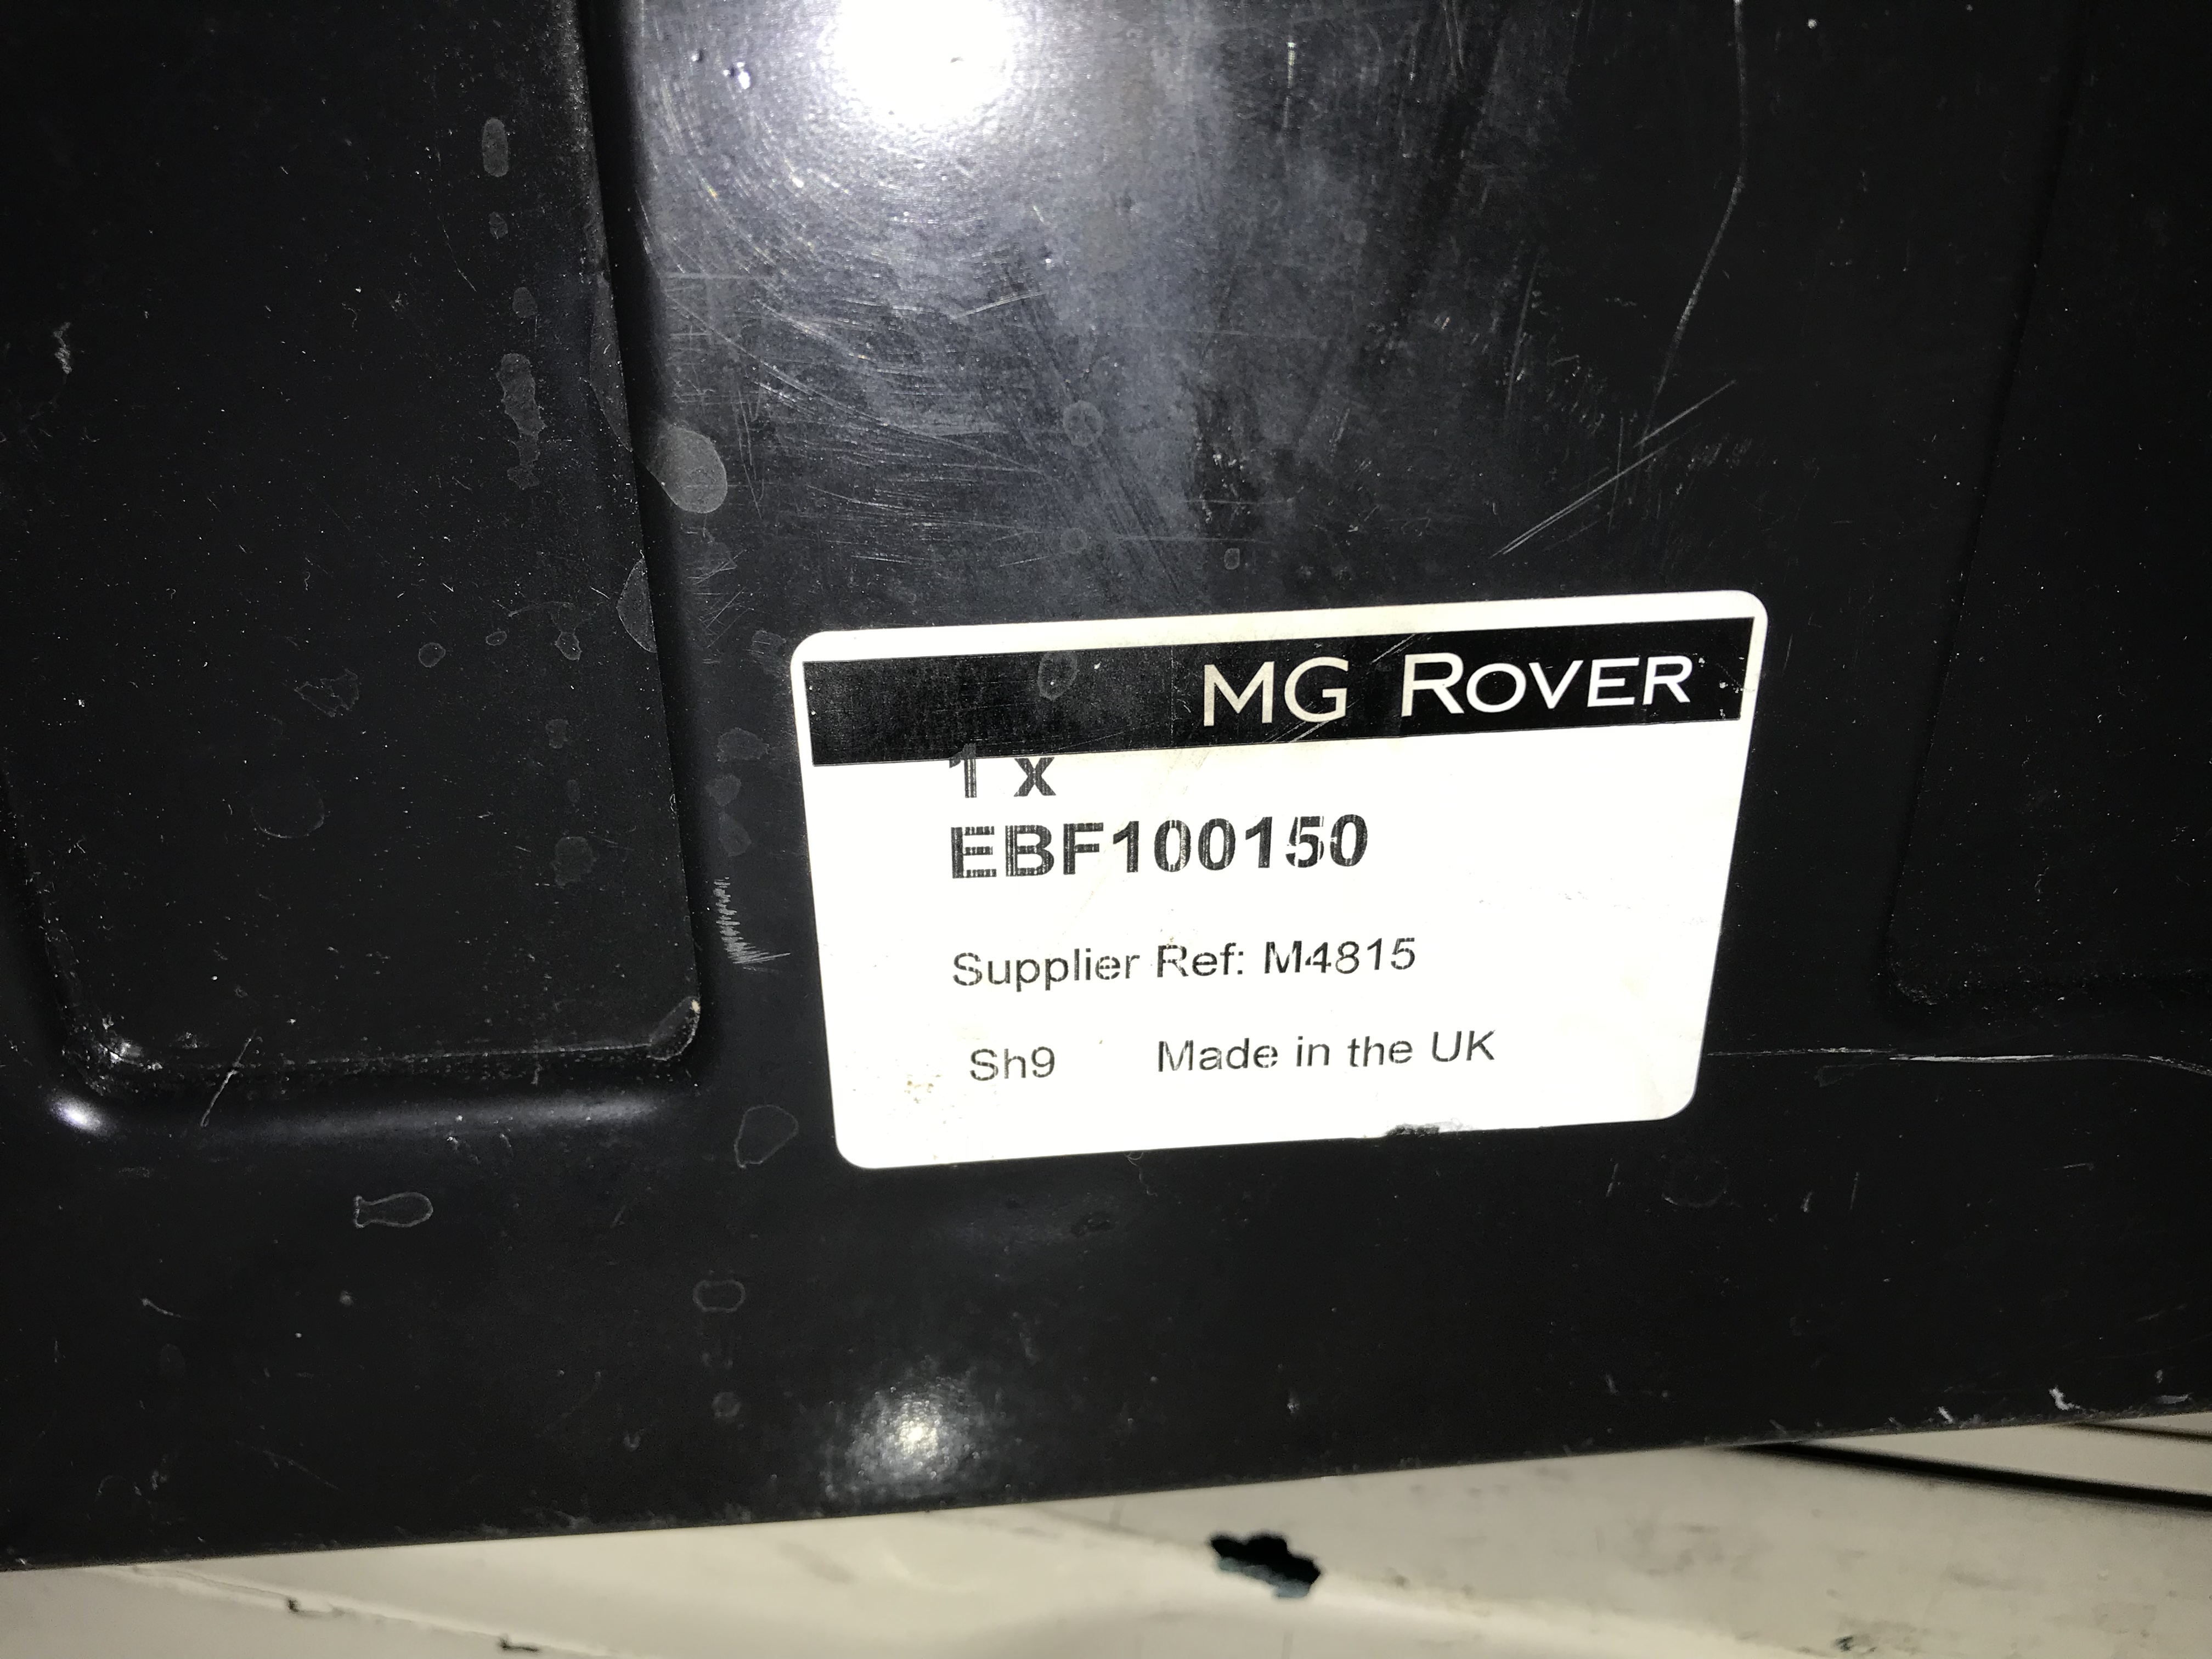 MG ROVER
1 x
EBF100150
Supplier Ref: M4815
Sh9 Made in the UK